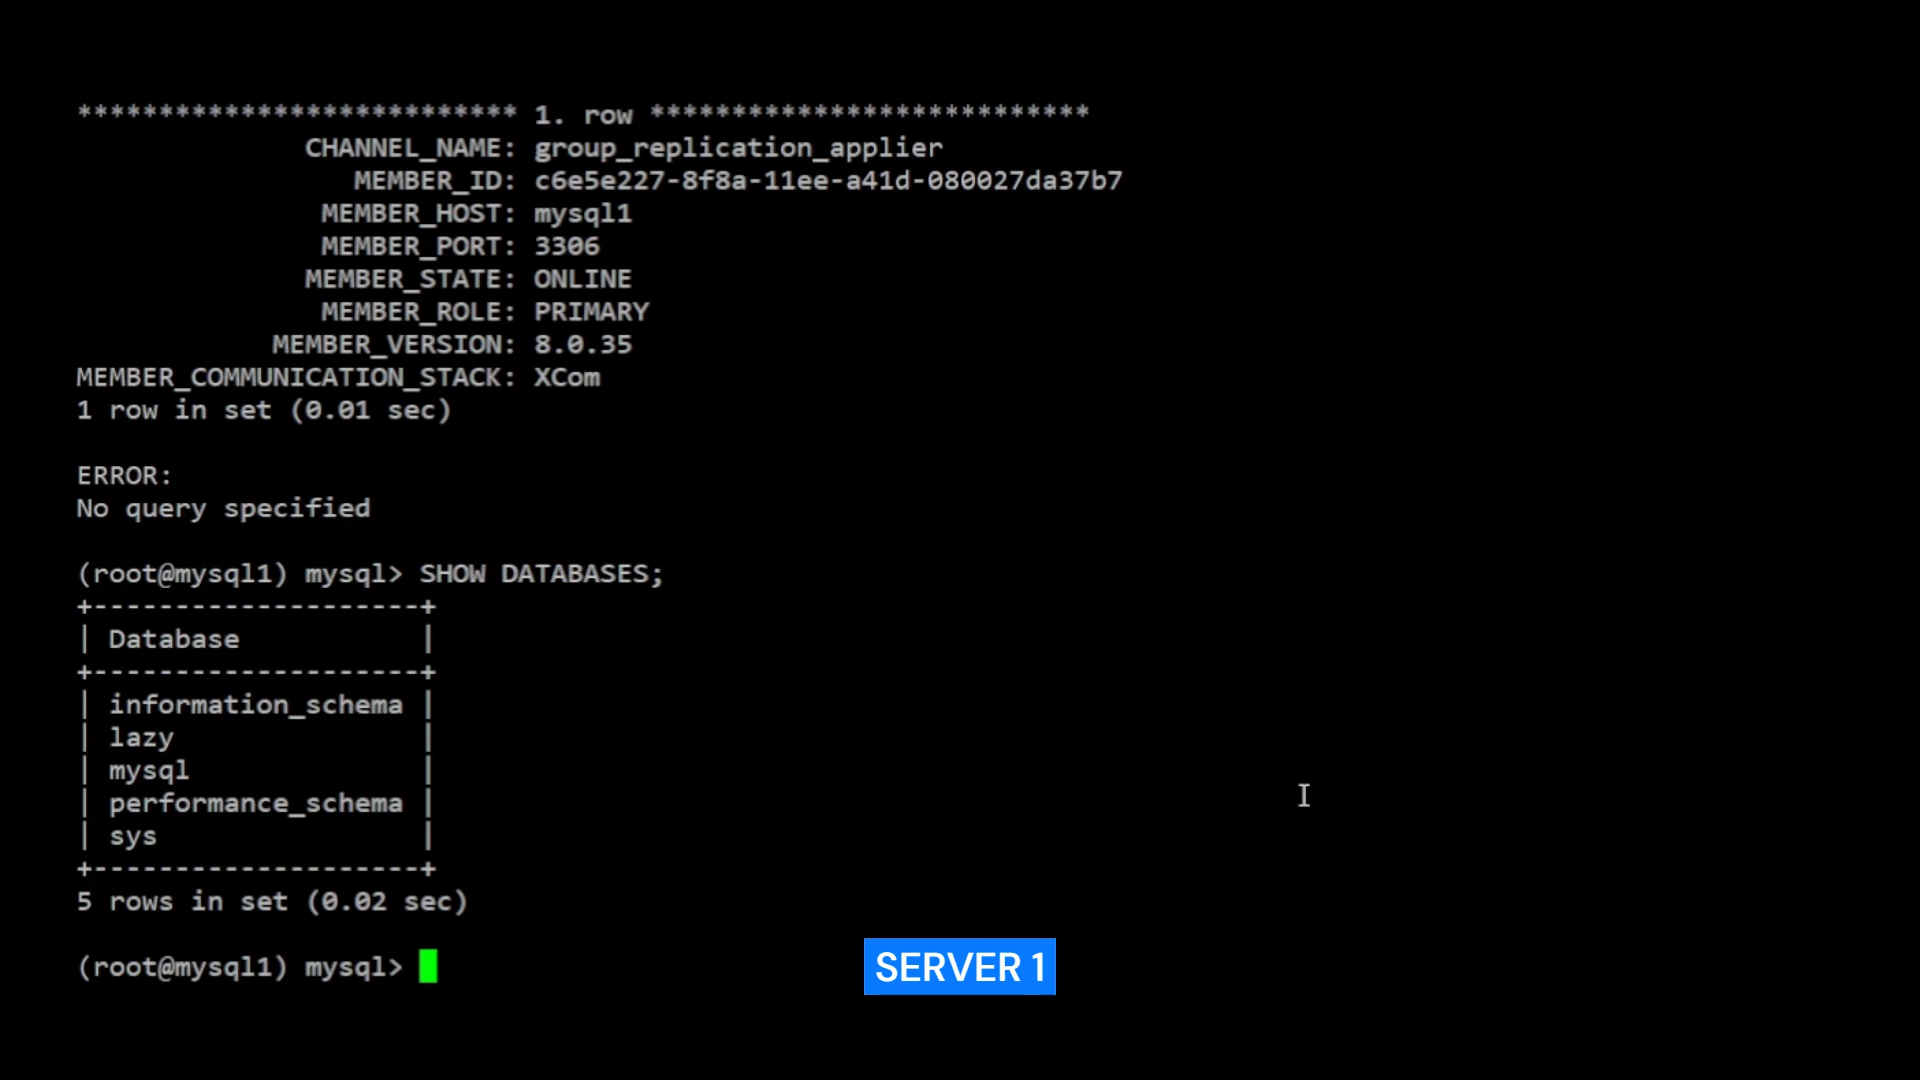 *************************** 1. row ***************************
CHANNEL_NAME: group_replication_applier
MEMBER_ID: c6e5e227-8f8a-11ee-a41d-080027da37b7
MEMBER_HOST: mysql1
MEMBER_PORT: 3306
MEMBER_STATE: ONLINE
MEMBER_ROLE: PRIMARY
MEMBER_VERSION: 8.0.35
MEMBER_COMMUNICATION_STACK: XCom
1 row in set (0.01 sec)
ERROR:
No query specified
(root@mysql1) mysql> SHOW DATABASES;
+--------------------+
| Database           |
+--------------------+
| information_schema |
| lazy               |
| mysql              |
| performance_schema |
| sys                |
+--------------------+
5 rows in set (0.02 sec)
(root@mysql1) mysql>
SERVER 1